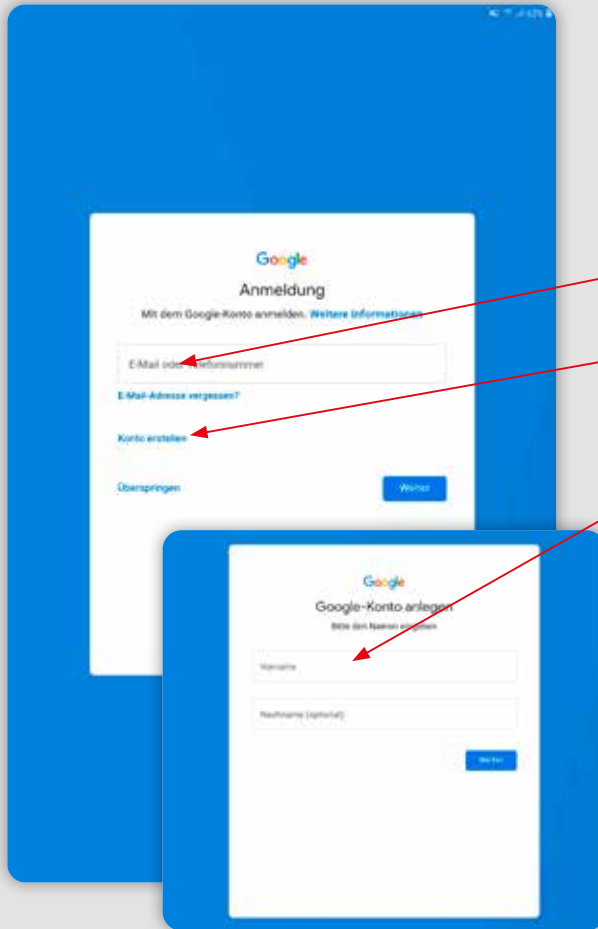 Google
Anmeldung
Mit dem Google-Konto anmelden. Weitere Informationen
E-Mail oder Telefonnummer
E-Mail-Adresse vergessen?
Konto erstellen
Überspringen
Weiter
Google
Google-Konto anlegen
Bitte den Namen eingeben
Vorname
Nachname (optional)
Weiter